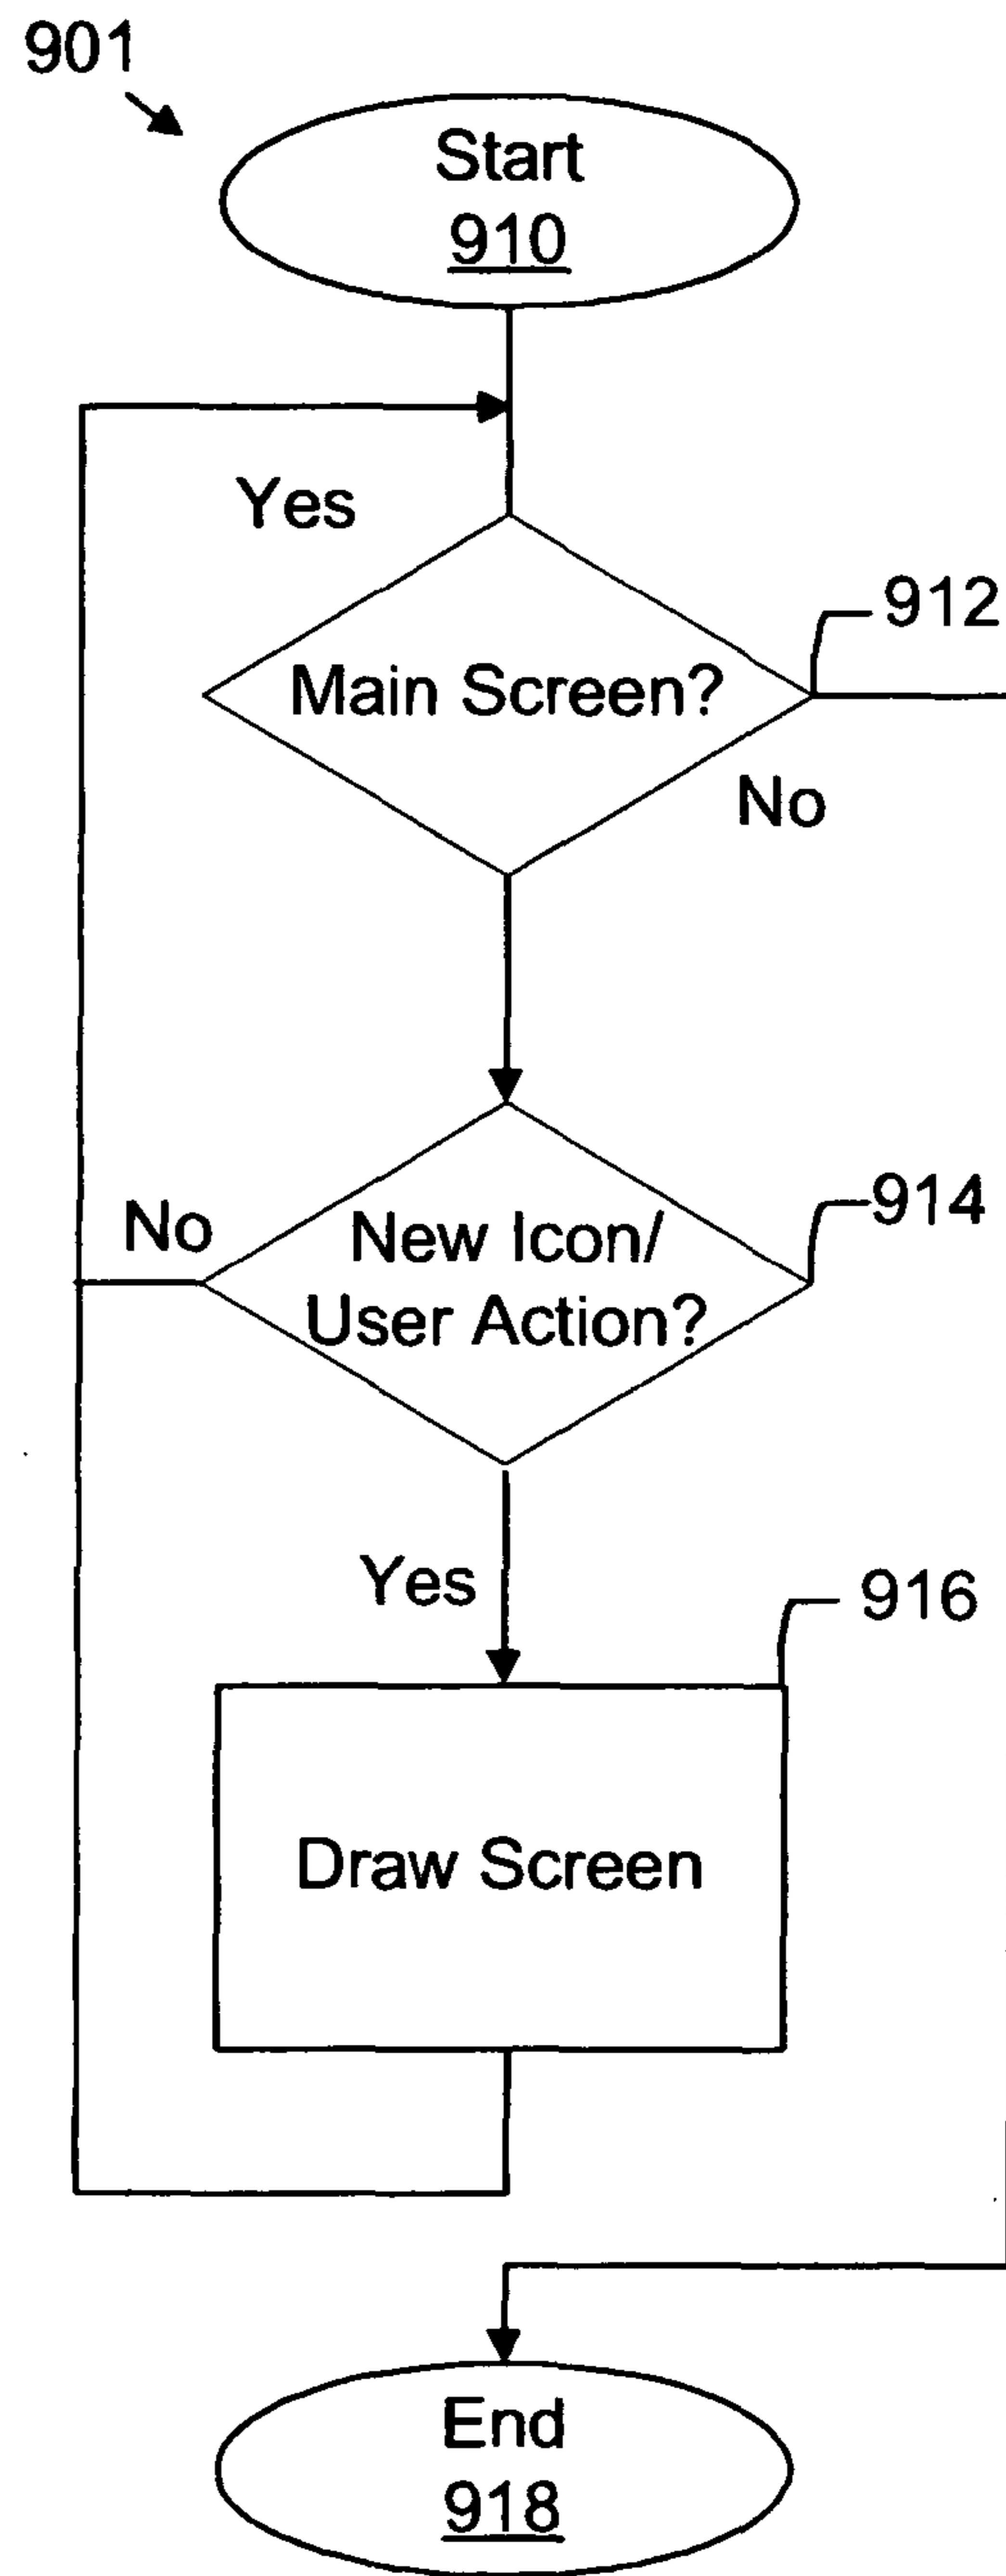 901
Start
910
Yes
912
Main Screen?
No
914
No
New Icon/
User Action?
Yes
916
Draw Screen
End
918